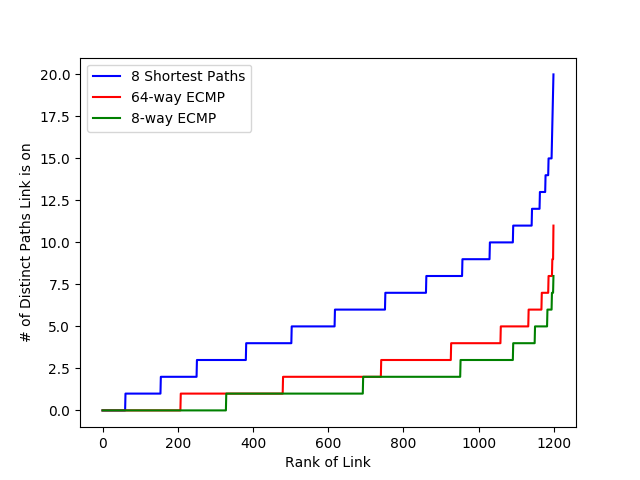 20.0
17.5
15.0
12.5
10.0
7.5
5.0
2.5
0.0
# of Distinct Paths Link is on
8 Shortest Paths
64-way ECMP
8-way ECMP
0 200 400 600 800 1000 1200
Rank of Link